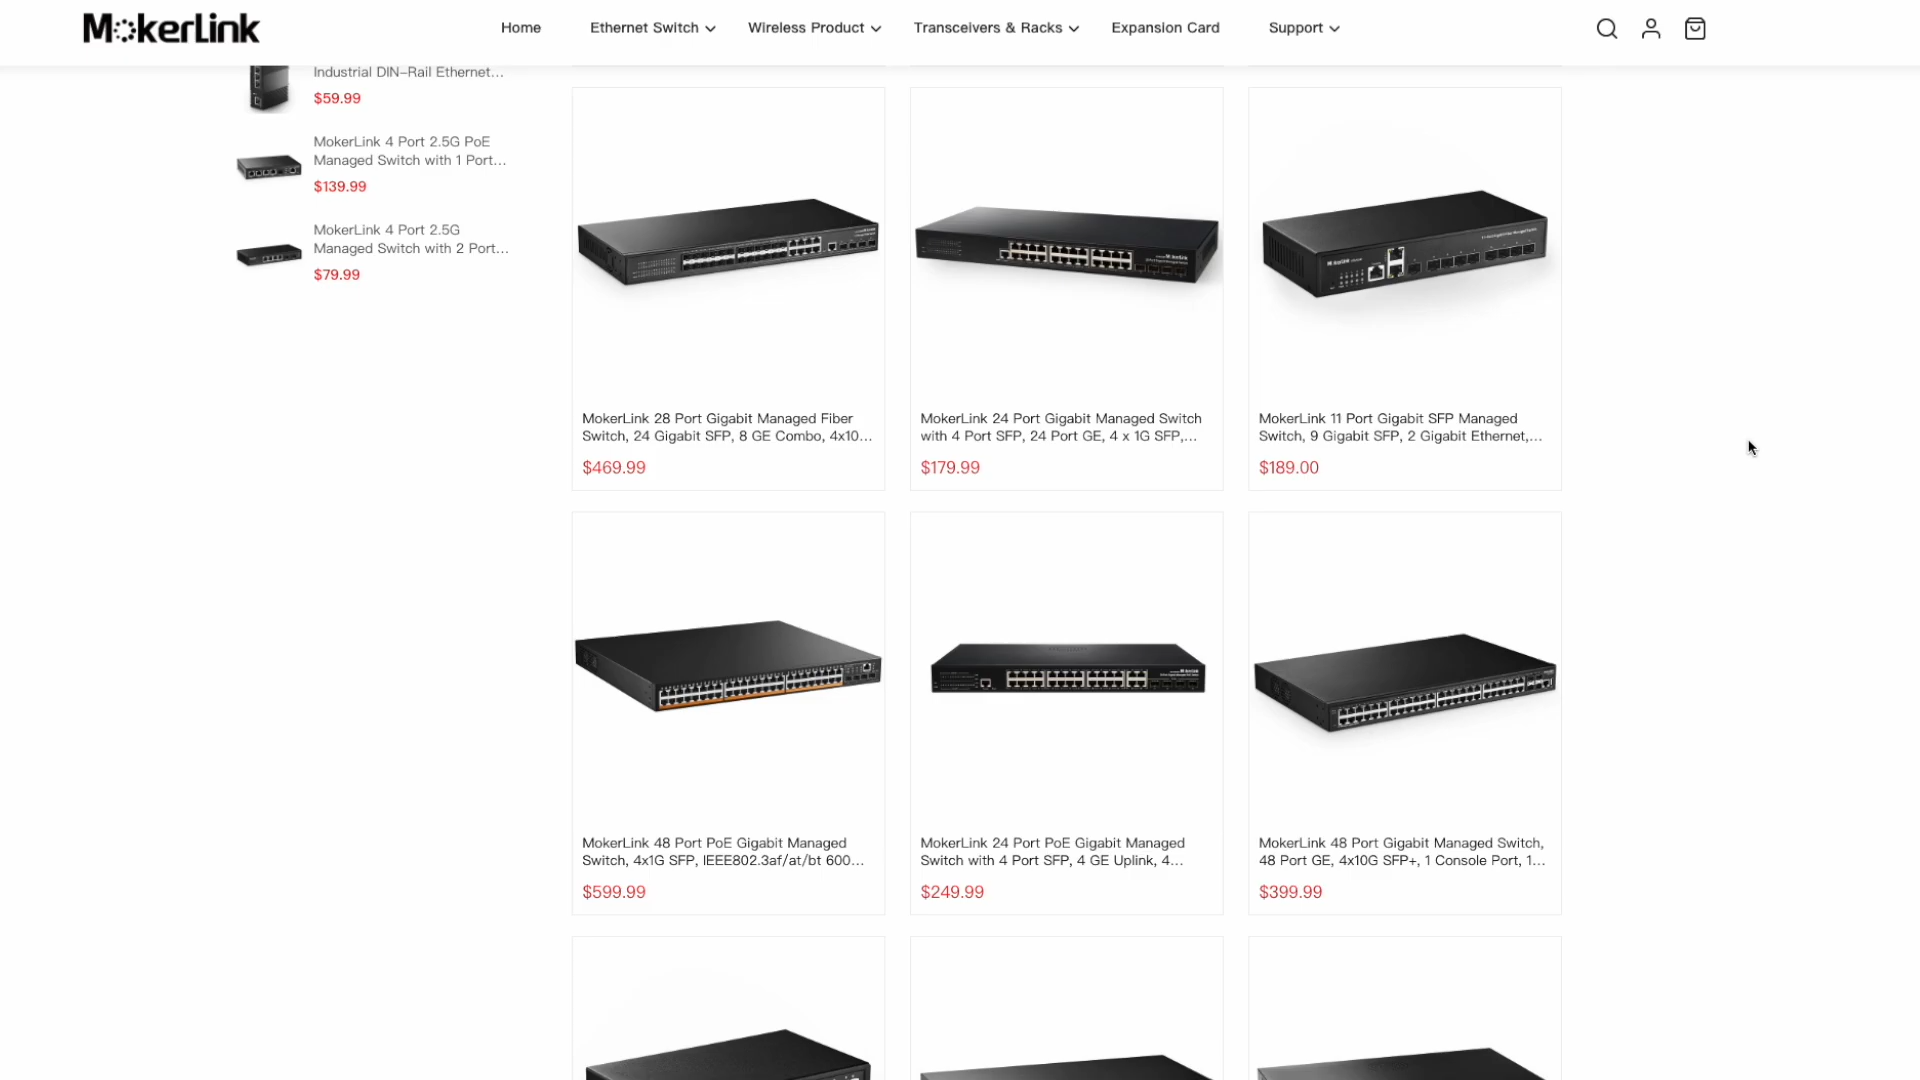 MokerLink
Home
Ethernet Switch
Wireless Product
Transceivers & Racks
Expansion Card
Support
Industrial DIN-Rail Ethernet...
$59.99
MokerLink 4 Port 2.5G PoE
Managed Switch with 1 Port...
$139.99
MokerLink 4 Port 2.5G
Managed Switch with 2 Port...
$79.99
MokerLink 28 Port Gigabit Managed Fiber
Switch, 24 Gigabit SFP, 8 GE Combo, 4x10...
$469.99
MokerLink 24 Port Gigabit Managed Switch
with 4 Port SFP, 24 Port GE, 4 x 1G SFP,...
$179.99
MokerLink 11 Port Gigabit SFP Managed
Switch, 9 Gigabit SFP, 2 Gigabit Ethernet,...
$189.00
MokerLink 48 Port PoE Gigabit Managed
Switch, 4x1G SFP, IEEE802.3af/at/bt 600...
$599.99
MokerLink 24 Port PoE Gigabit Managed
Switch with 4 Port SFP, 4 GE Uplink, 4...
$249.99
MokerLink 48 Port Gigabit Managed Switch,
48 Port GE, 4x10G SFP+, 1 Console Port, 1...
$399.99